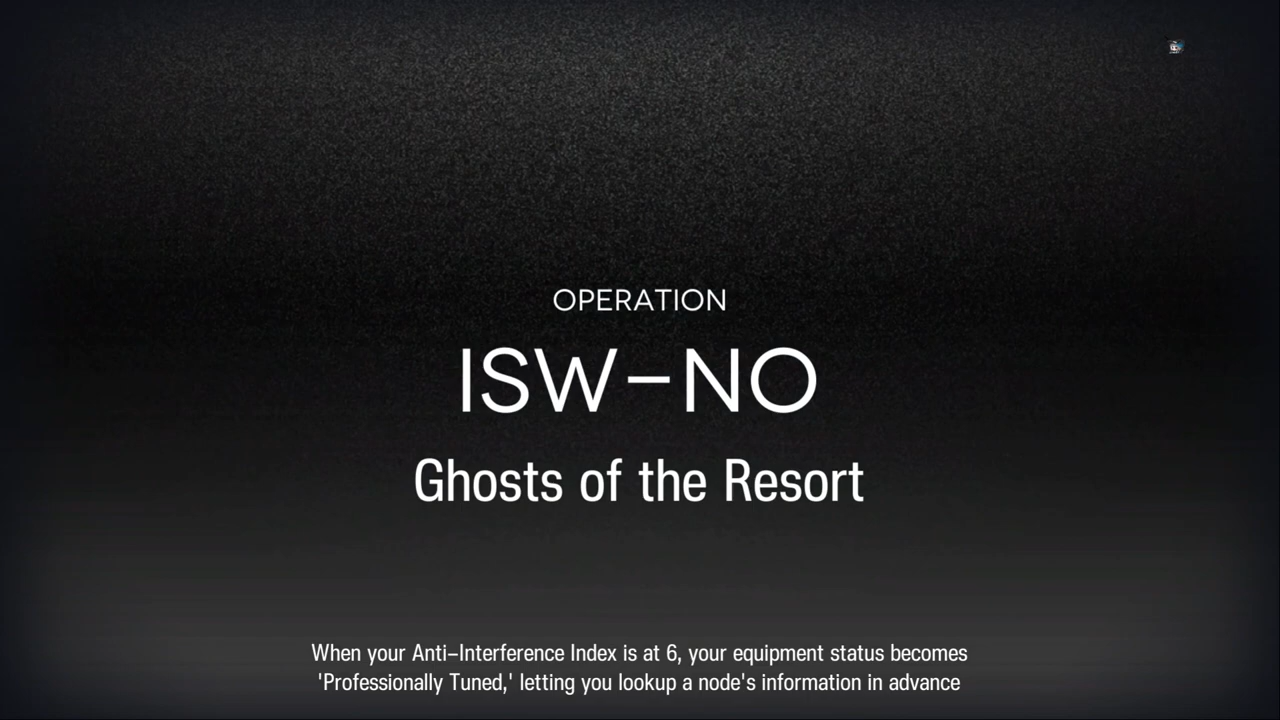 OPERATION
ISW-NO
Ghosts of the Resort
When your Anti-Interference Index is at 6, your equipment status becomes
'Professionally Tuned,' letting you lookup a node's information in advance